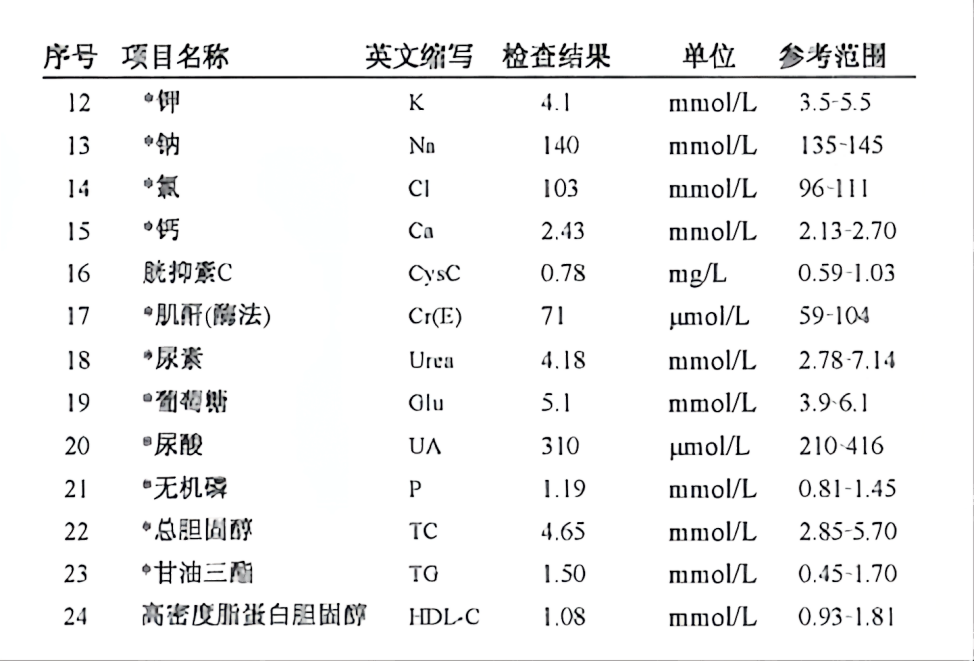 序号 项目名称 英文缩写 检查结果 单位 参考范围
12 *钾 K 4.1 mmol/L 3.5-5.5
13 *钠 Na 140 mmol/L 135-145
14 *氯 Cl 103 mmol/L 96-111
15 *钙 Ca 2.43 mmol/L 2.13-2.70
16 胱抑素C CysC 0.78 mg/L 0.59-1.03
17 *肌酐(酶法) Cr(E) 71 μmol/L 59-104
18 *尿素 Urea 4.18 mmol/L 2.78-7.14
19 *葡萄糖 Glu 5.1 mmol/L 3.9-6.1
20 *尿酸 UA 310 μmol/L 210-416
21 *无机磷 P 1.19 mmol/L 0.81-1.45
22 *总胆固醇 TC 4.65 mmol/L 2.85-5.70
23 *甘油三酯 TG 1.50 mmol/L 0.45-1.70
24 高密度脂蛋白胆固醇 HDL-C 1.08 mmol/L 0.93-1.81